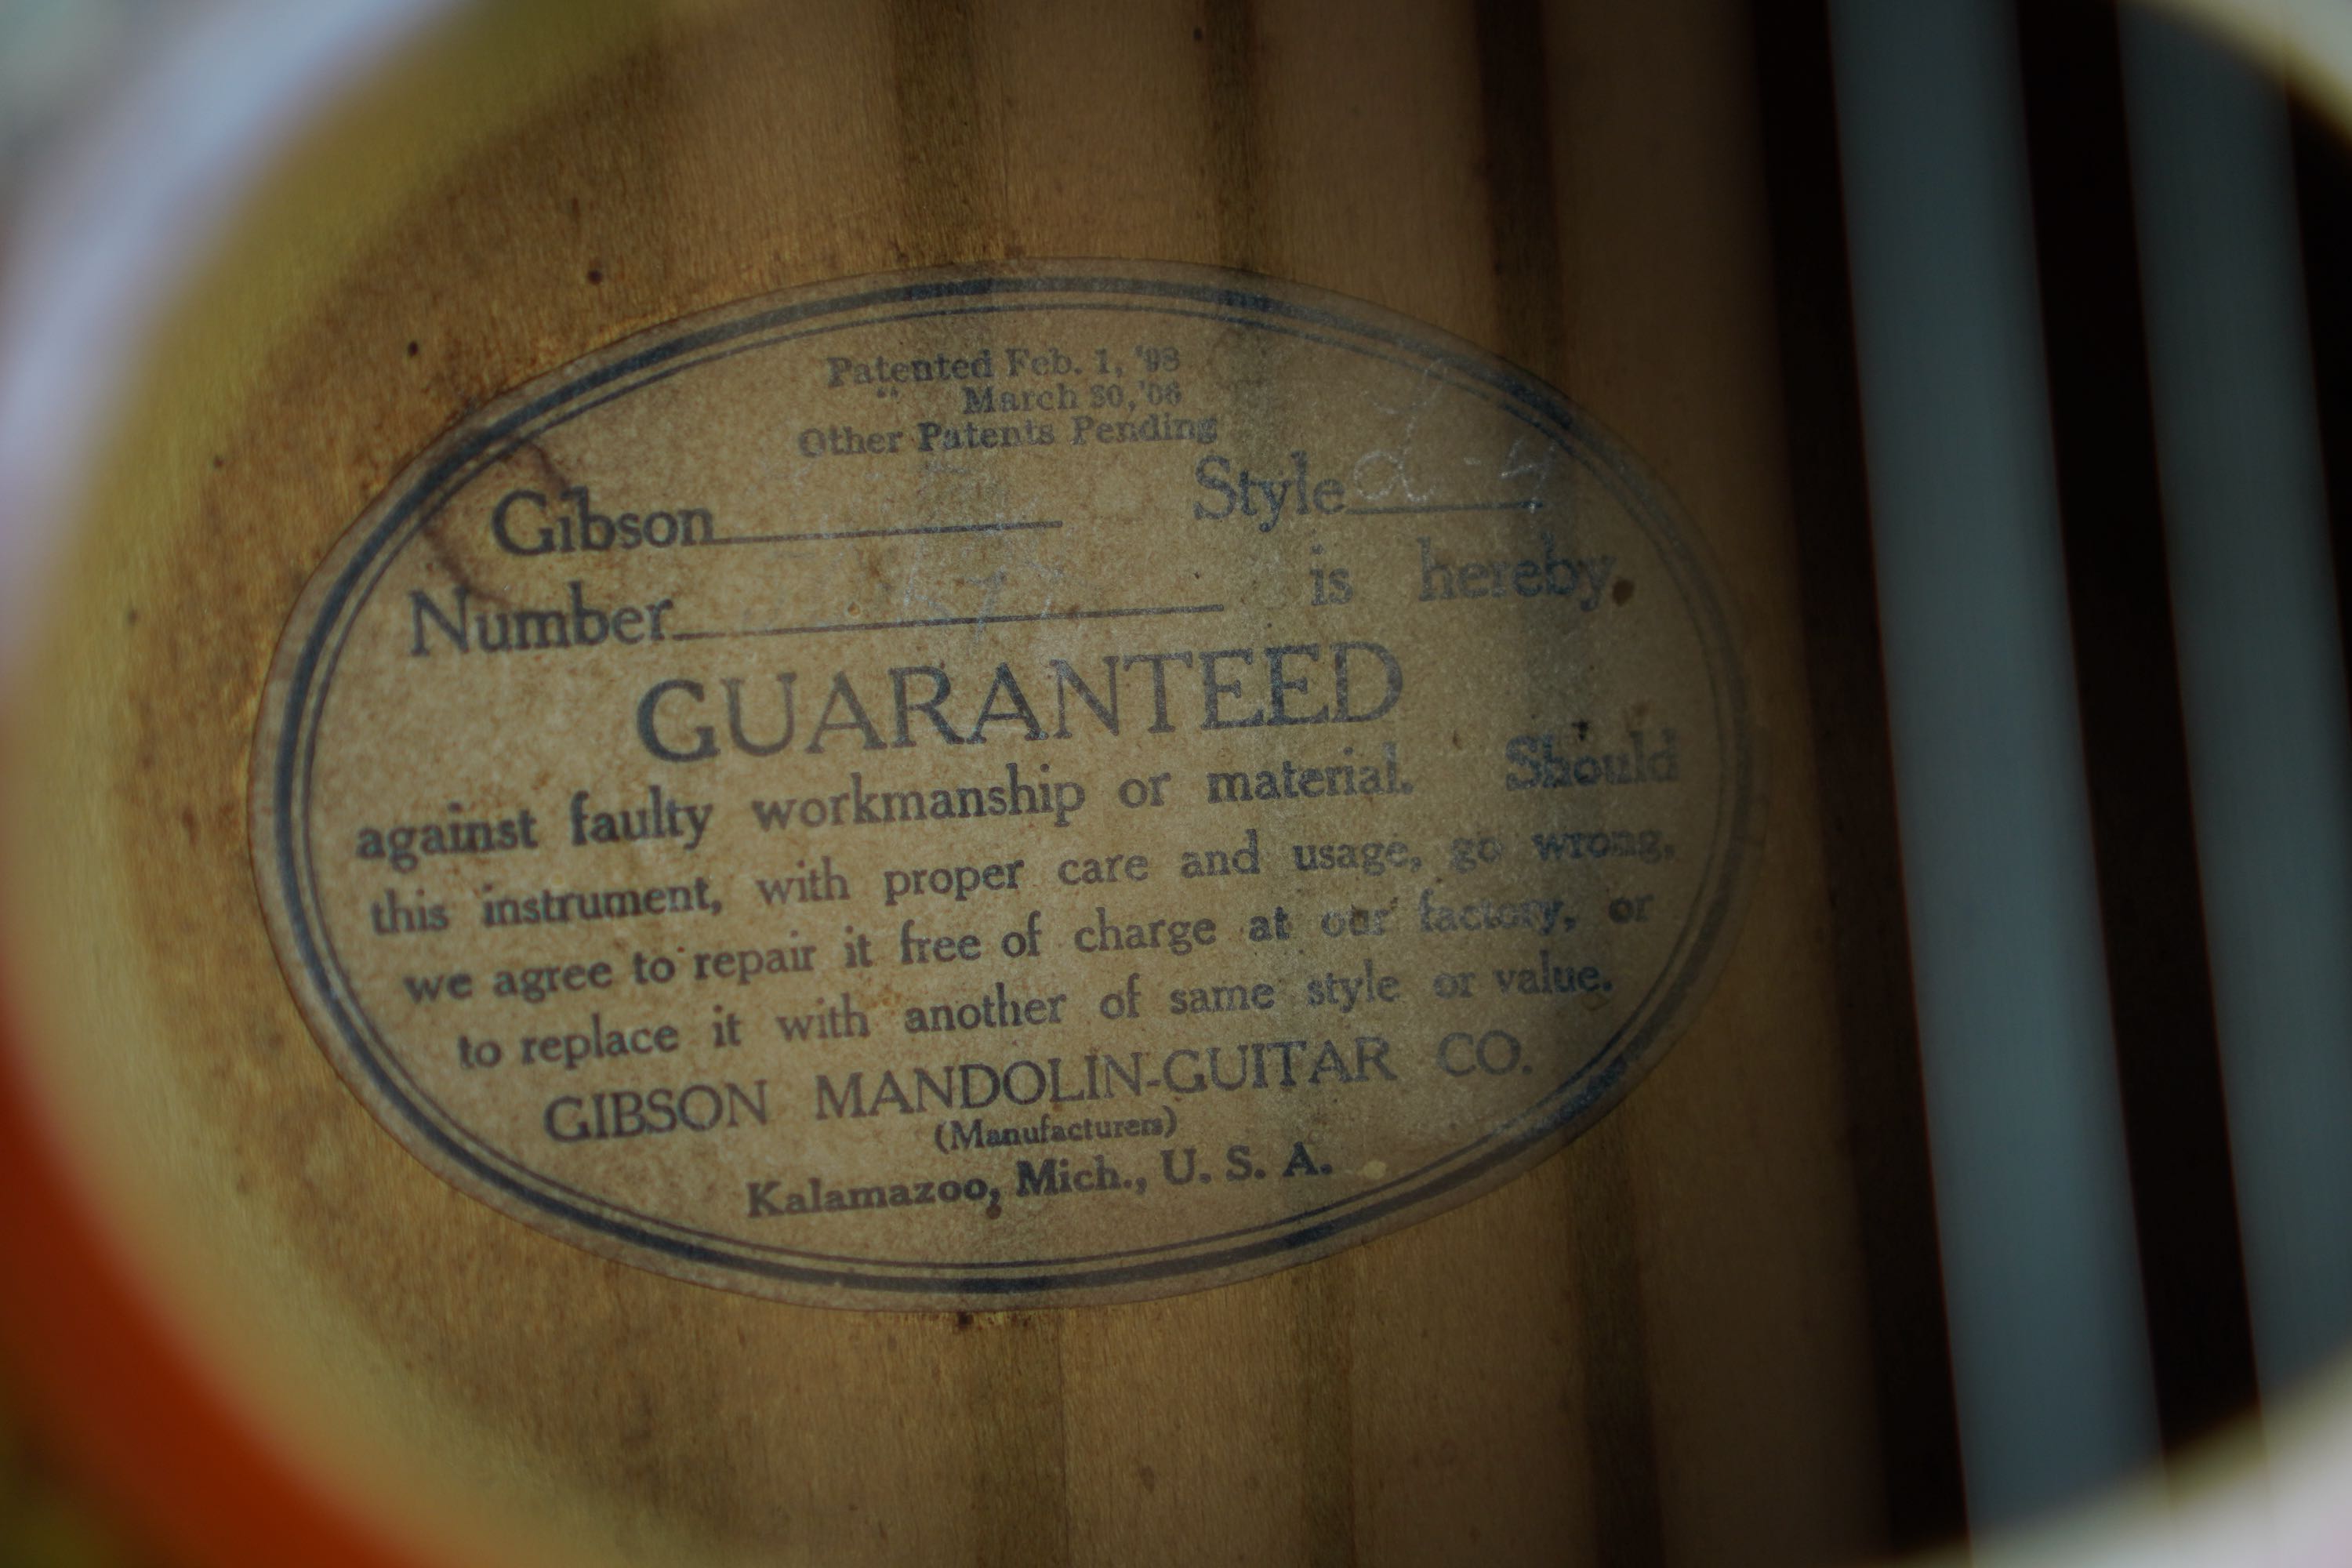 Patented Feb. 1, '98
" March 30, '06
Other Patents Pending
Gibson Style a-4
Number is hereby
GUARANTEED
against faulty workmanship or material. Should
this instrument, with proper care and usage, go wrong,
we agree to repair it free of charge at our factory, or
to replace it with another of same style or value.
GIBSON MANDOLIN-GUITAR CO.
(Manufacturers)
Kalamazoo, Mich., U. S. A.